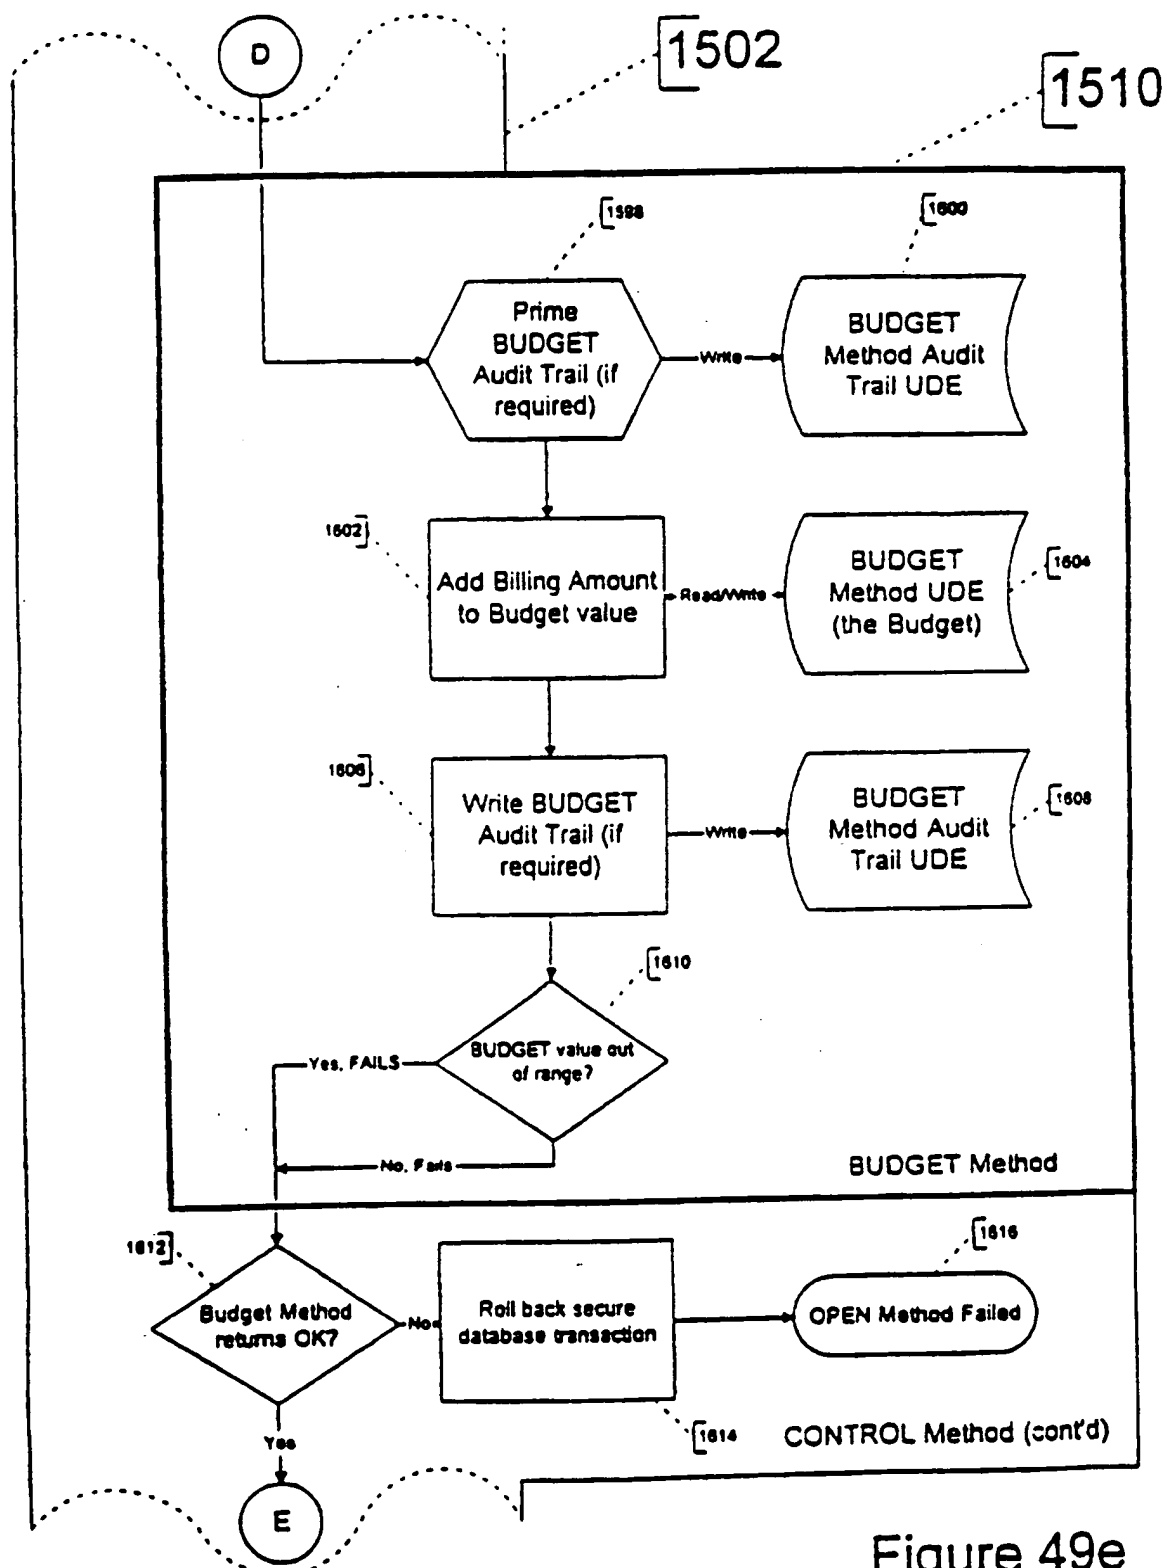 D
1502
1510
1598
1600
Prime
BUDGET
Audit Trail (if
required)
Write
BUDGET
Method Audit
Trail UDE
1602
Add Billing Amount
to Budget value
Read/Write
BUDGET
Method UDE
(the Budget)
1604
1606
Write BUDGET
Audit Trail (if
required)
Write
BUDGET
Method Audit
Trail UDE
1608
1610
BUDGET value out
of range?
Yes, FAILS
No, Fails
BUDGET Method
1612
Budget Method
returns OK?
No
Roll back secure
database transaction
1616
OPEN Method Failed
1614
Yes
CONTROL Method (cont'd)
E
Figure 49e